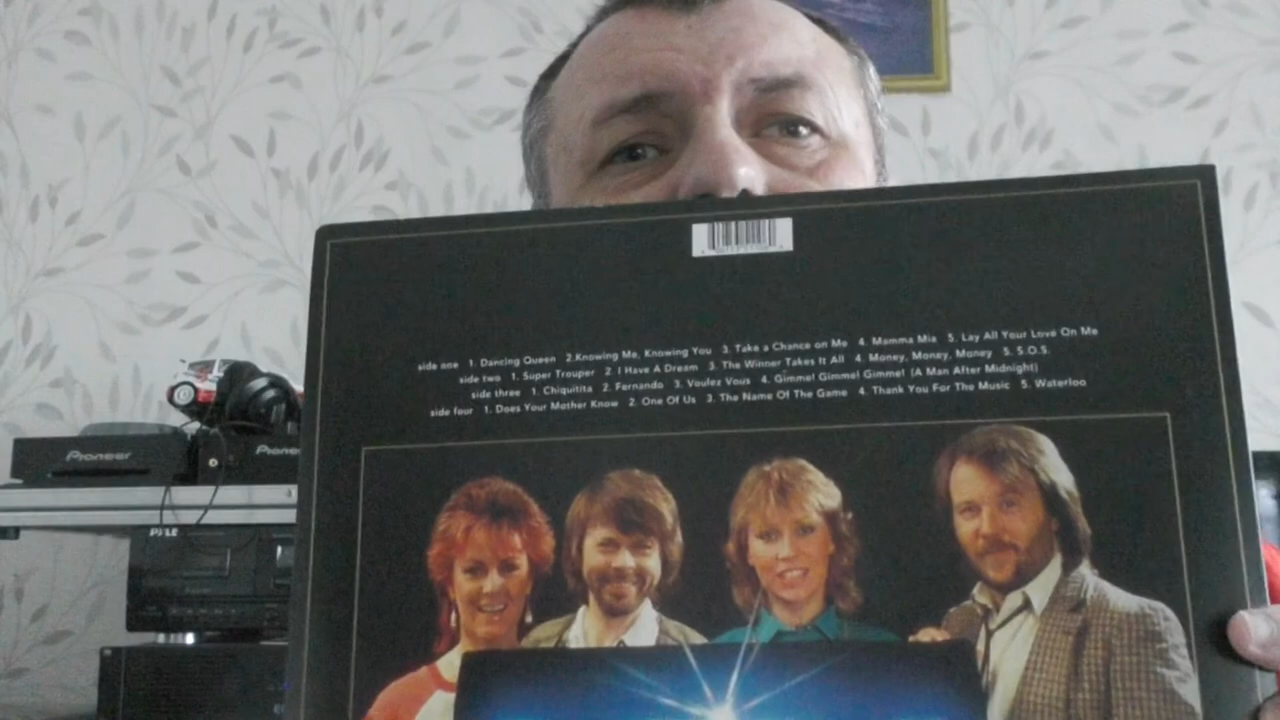 side one 1. Dancing Queen 2.Knowing Me, Knowing You 3. Take a Chance on Me 4. Mamma Mia 5. Lay All Your Love On Me
side two 1. Super Trouper 2. I Have A Dream 3. The Winner Takes It All 4. Money, Money, Money 5. S.O.S.
side three 1. Chiquitita 2. Fernando 3. Voulez Vous 4. Gimme! Gimme! Gimme! (A Man After Midnight)
side four 1. Does Your Mother Know 2. One Of Us 3. The Name Of The Game 4. Thank You For The Music 5. Waterloo
Pioneer
PYLE